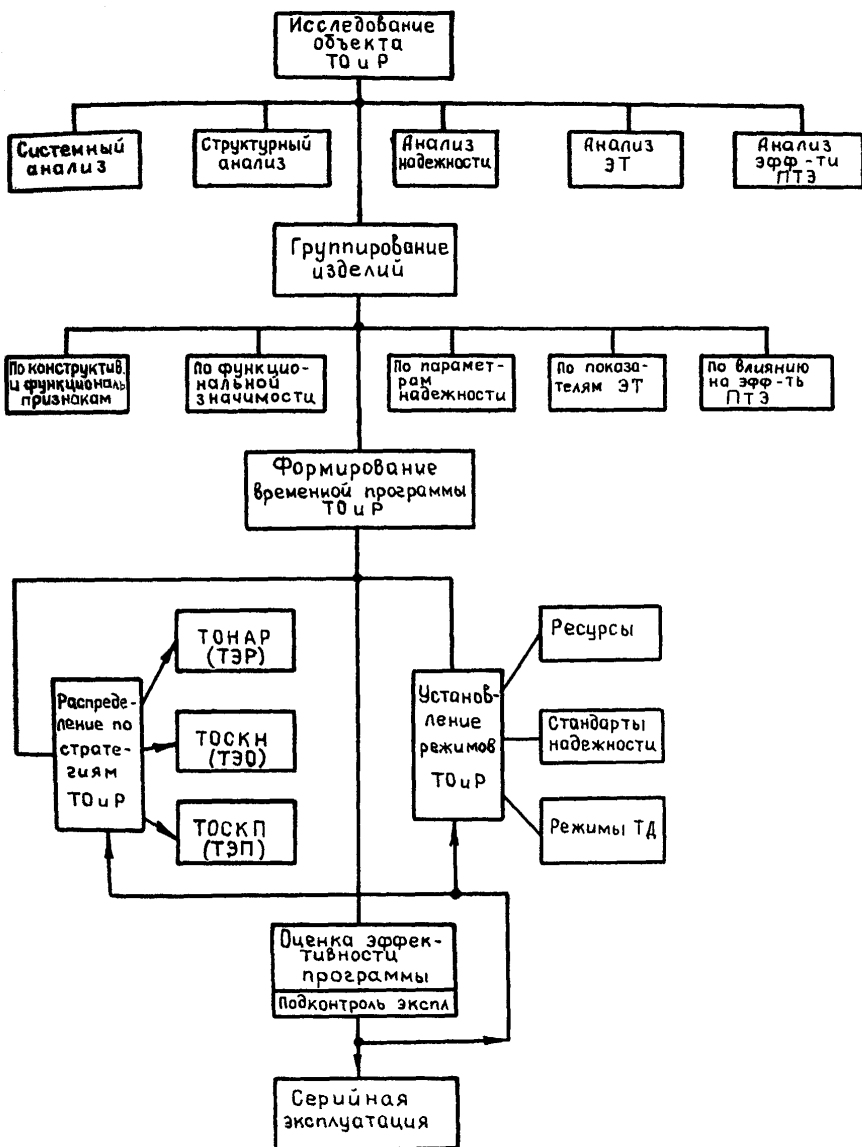 Исследование
объекта
ТО и Р
Системный
анализ
Структурный
анализ
Анализ
надежности
Анализ
ЭТ
Анализ
эфф-ти
ПТЭ
Группирование
изделий
По конструктив.
и функциональ
признакам
По функцио-
нальной
значимости
По парамет-
рам
надежности
По показа-
телям ЭТ
По влиянию
на эфф-ть
ПТЭ
Формирование
временной программы
ТО и Р
Распреде-
ление по
страте-
гиям
ТО и Р
ТОНАР
(ТЭР)
ТОСКН
(ТЭО)
ТОСКП
(ТЭП)
Установ-
ление
режимов
ТО и Р
Ресурсы
Стандарты
надежности
Режимы ТД
Оценка эффек-
тивности
программы
Подконтроль экспл
Серийная
эксплуатация